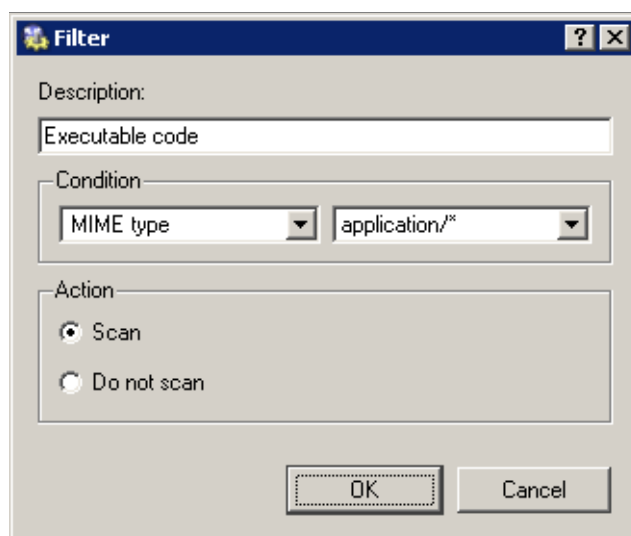 Filter
Description:
Executable code
Condition
MIME type application/*
Action
Scan
Do not scan
OK Cancel